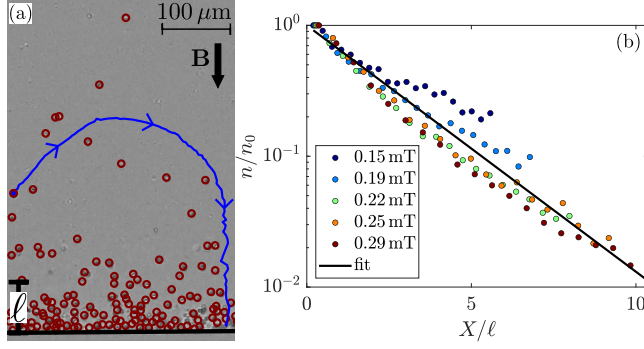 (a)
100 μm
B
ℓ
(b)
10⁰
10⁻¹
10⁻²
n/n₀
0.15 mT
0.19 mT
0.22 mT
0.25 mT
0.29 mT
fit
0
5
10
X/ℓ